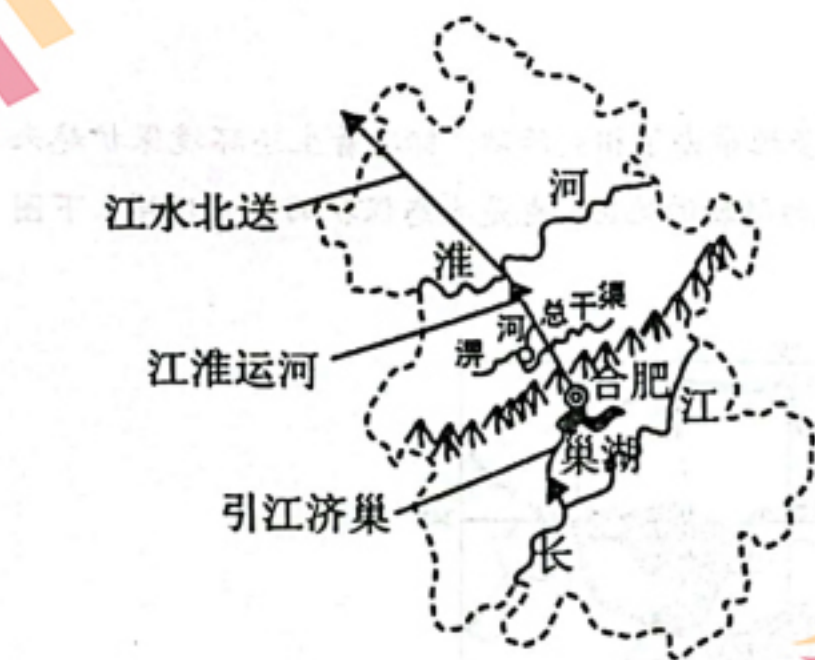 江水北送
淮河
江淮运河
淠河总干渠
合肥
巢湖
引江济巢
长江